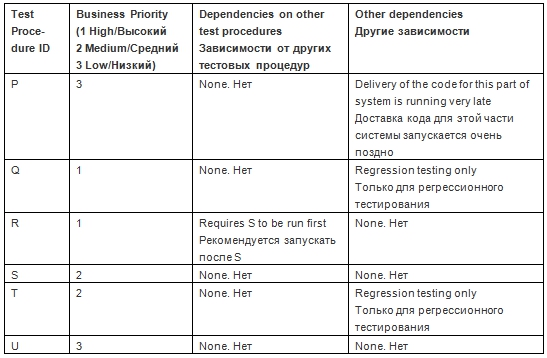 Test
Proce-
dure ID
Business Priority
(1 High/Высокий
2 Medium/Средний
3 Low/Низкий)
Dependencies on other
test procedures
Зависимости от других
тестовых процедур
Other dependencies
Другие зависимости
P
3
None. Нет
Delivery of the code for this part of
system is running very late
Доставка кода для этой части
системы запускается очень
поздно
Q
1
None. Нет
Regression testing only
Только для регрессионного
тестирования
R
1
Requires S to be run first
Рекомендуется запускать
после S
None. Нет
S
2
None. Нет
None. Нет
T
2
None. Нет
Regression testing only
Только для регрессионного
тестирования
U
3
None. Нет
None. Нет